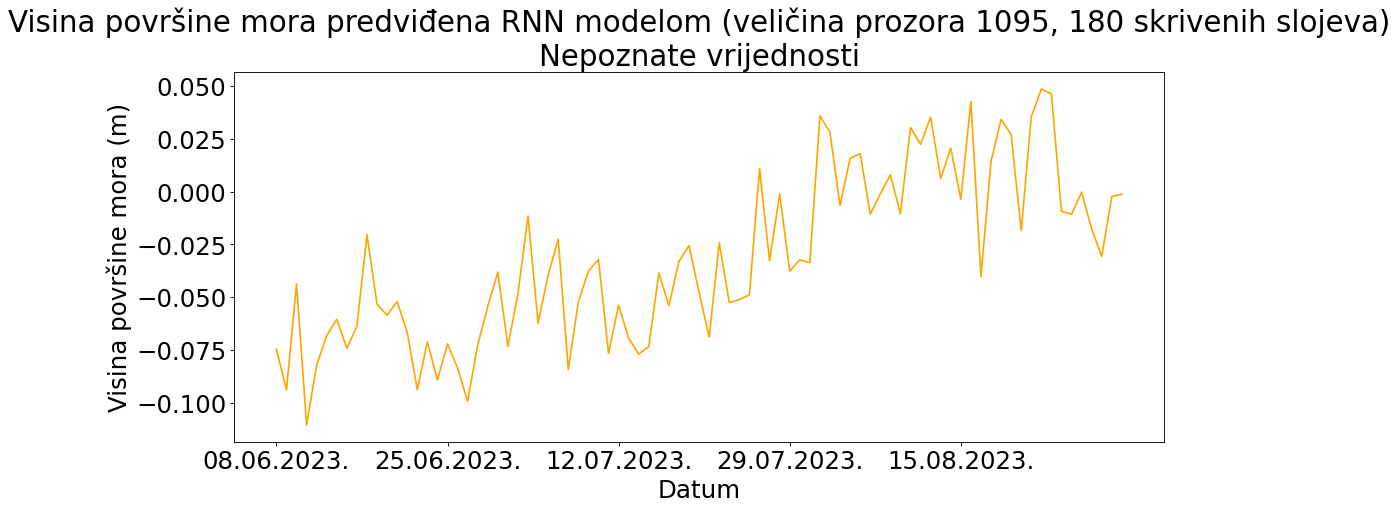 Visina površine mora predviđena RNN modelom (veličina prozora 1095, 180 skrivenih slojeva)
Nepoznate vrijednosti
Visina površine mora (m)
0.050
0.025
0.000
−0.025
−0.050
−0.075
−0.100
08.06.2023. 25.06.2023. 12.07.2023. 29.07.2023. 15.08.2023.
Datum